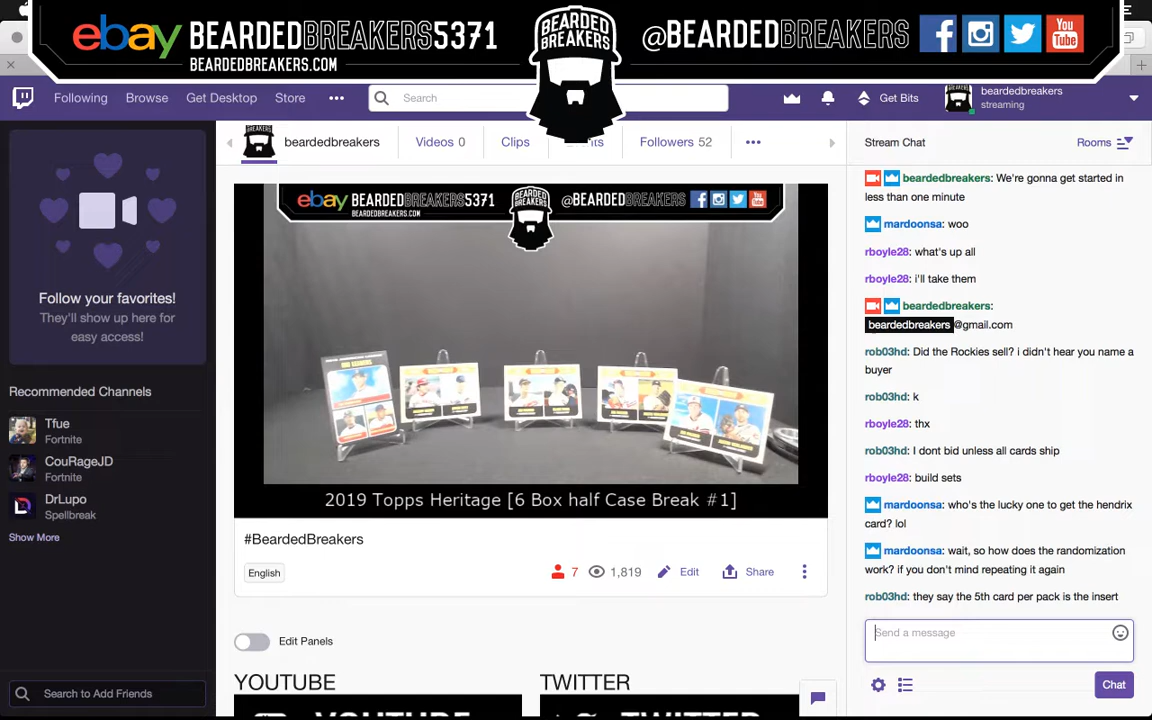 ebay BEARDEDBREAKERS5371
BEARDEDBREAKERS.COM
BEARDED
BREAKERS
@BEARDEDBREAKERS
You
Tube
Following
Browse
Get Desktop
Store
Search
Get Bits
beardedbreakers
streaming
BREAKERS
beardedbreakers
Videos 0
Clips
Followers 52
Stream Chat
Rooms
Follow your favorites!
They'll show up here for
easy access!
Recommended Channels
Tfue
Fortnite
CouRageJD
Fortnite
DrLupo
Spellbreak
Show More
Search to Add Friends
ebay BEARDEDBREAKERS5371
BEARDEDBREAKERS.COM
@BEARDEDBREAKERS
2019 Topps Heritage [6 Box half Case Break #1]
#BeardedBreakers
English
7
1,819
Edit
Share
Edit Panels
YOUTUBE
TWITTER
beardedbreakers: We're gonna get started in
less than one minute
mardoonsa: woo
rboyle28: what's up all
rboyle28: i'll take them
beardedbreakers:
beardedbreakers @gmail.com
rob03hd: Did the Rockies sell? i didn't hear you name a
buyer
rob03hd: k
rboyle28: thx
rob03hd: I dont bid unless all cards ship
rboyle28: build sets
mardoonsa: who's the lucky one to get the hendrix
card? lol
mardoonsa: wait, so how does the randomization
work? if you don't mind repeating it again
rob03hd: they say the 5th card per pack is the insert
Send a message
Chat